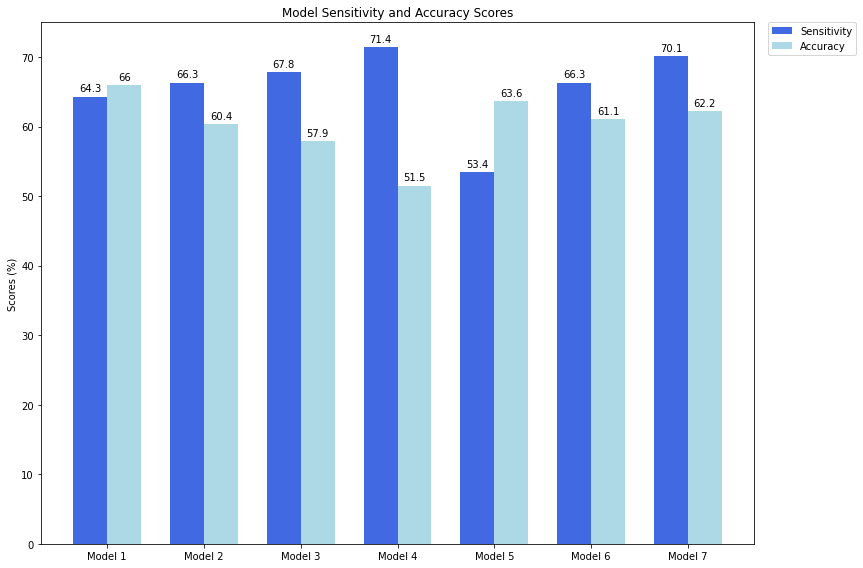 Model Sensitivity and Accuracy Scores
Sensitivity
Accuracy
Scores (%)
70
60
50
40
30
20
10
0
64.3
66
66.3
60.4
67.8
57.9
71.4
51.5
53.4
63.6
66.3
61.1
70.1
62.2
Model 1
Model 2
Model 3
Model 4
Model 5
Model 6
Model 7